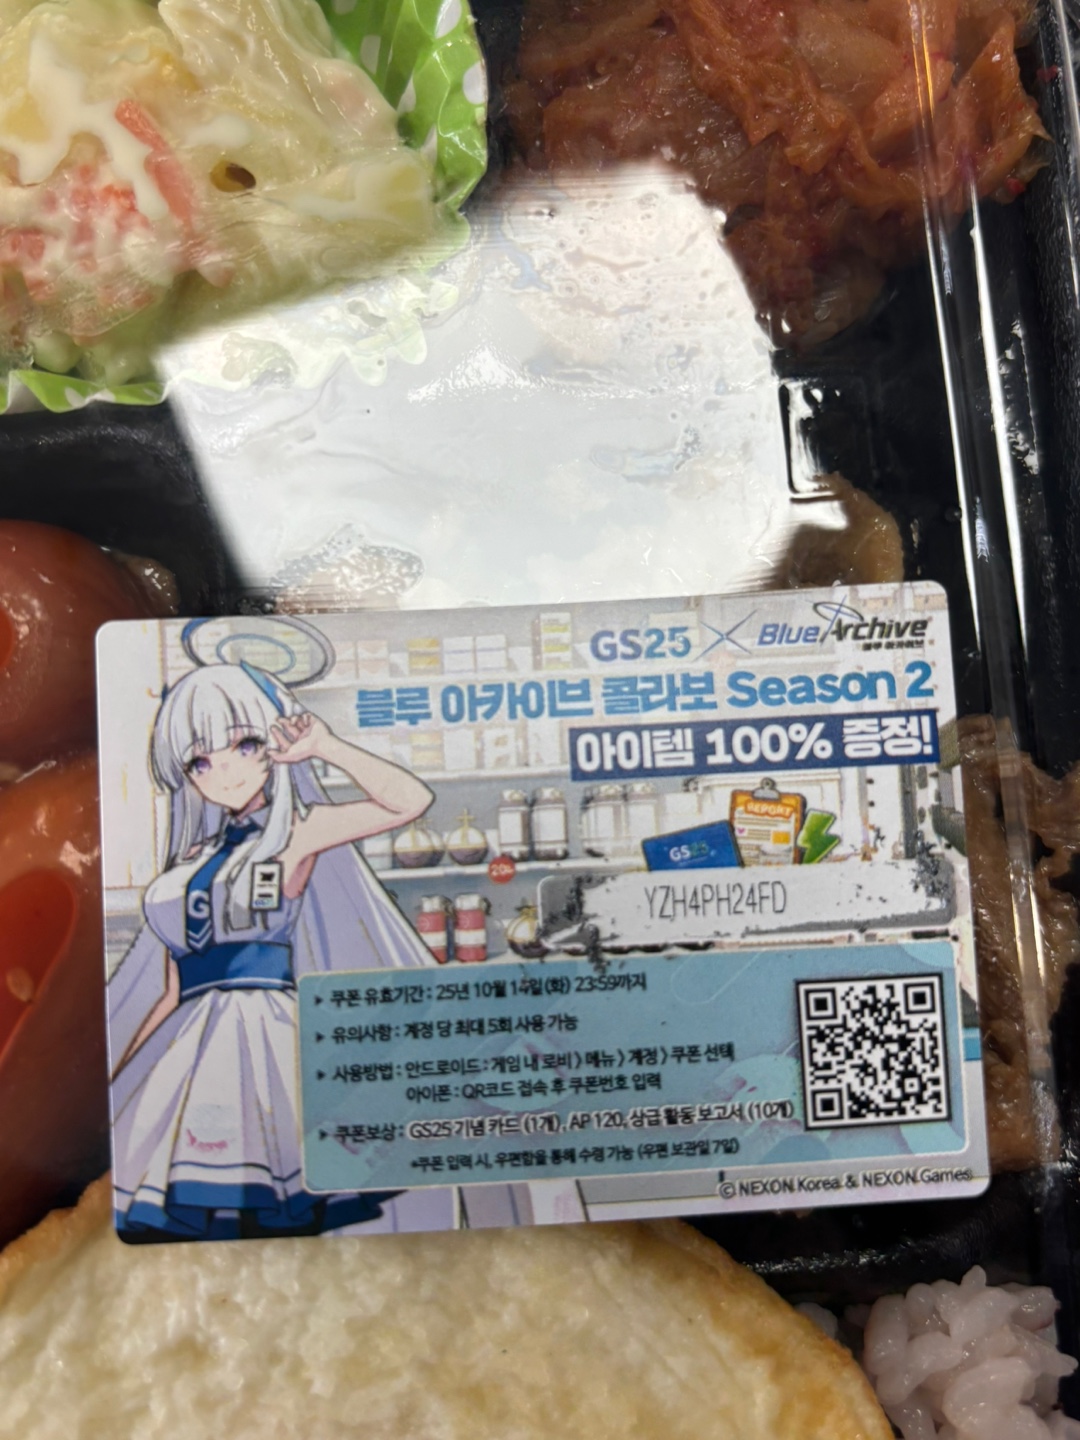 GS25 × Blue Archive
블루 아카이브
블루 아카이브 콜라보 Season 2
아이템 100% 증정!
REPORT
GS25
YZH4PH24FD
▸ 쿠폰 유효기간 : 25년 10월 14일(화) 23:59까지
▸ 유의사항 : 계정 당 최대 5회 사용 가능
▸ 사용방법 : 안드로이드 : 게임 내 로비 > 메뉴 > 계정 > 쿠폰 선택
아이폰 : QR코드 접속 후 쿠폰번호 입력
▸ 쿠폰보상 : GS25 기념 카드 (1개), AP 120, 상급 활동 보고서 (10개)
*쿠폰 입력 시, 우편함을 통해 수령 가능 (우편 보관일 7일)
© NEXON Korea & NEXON Games